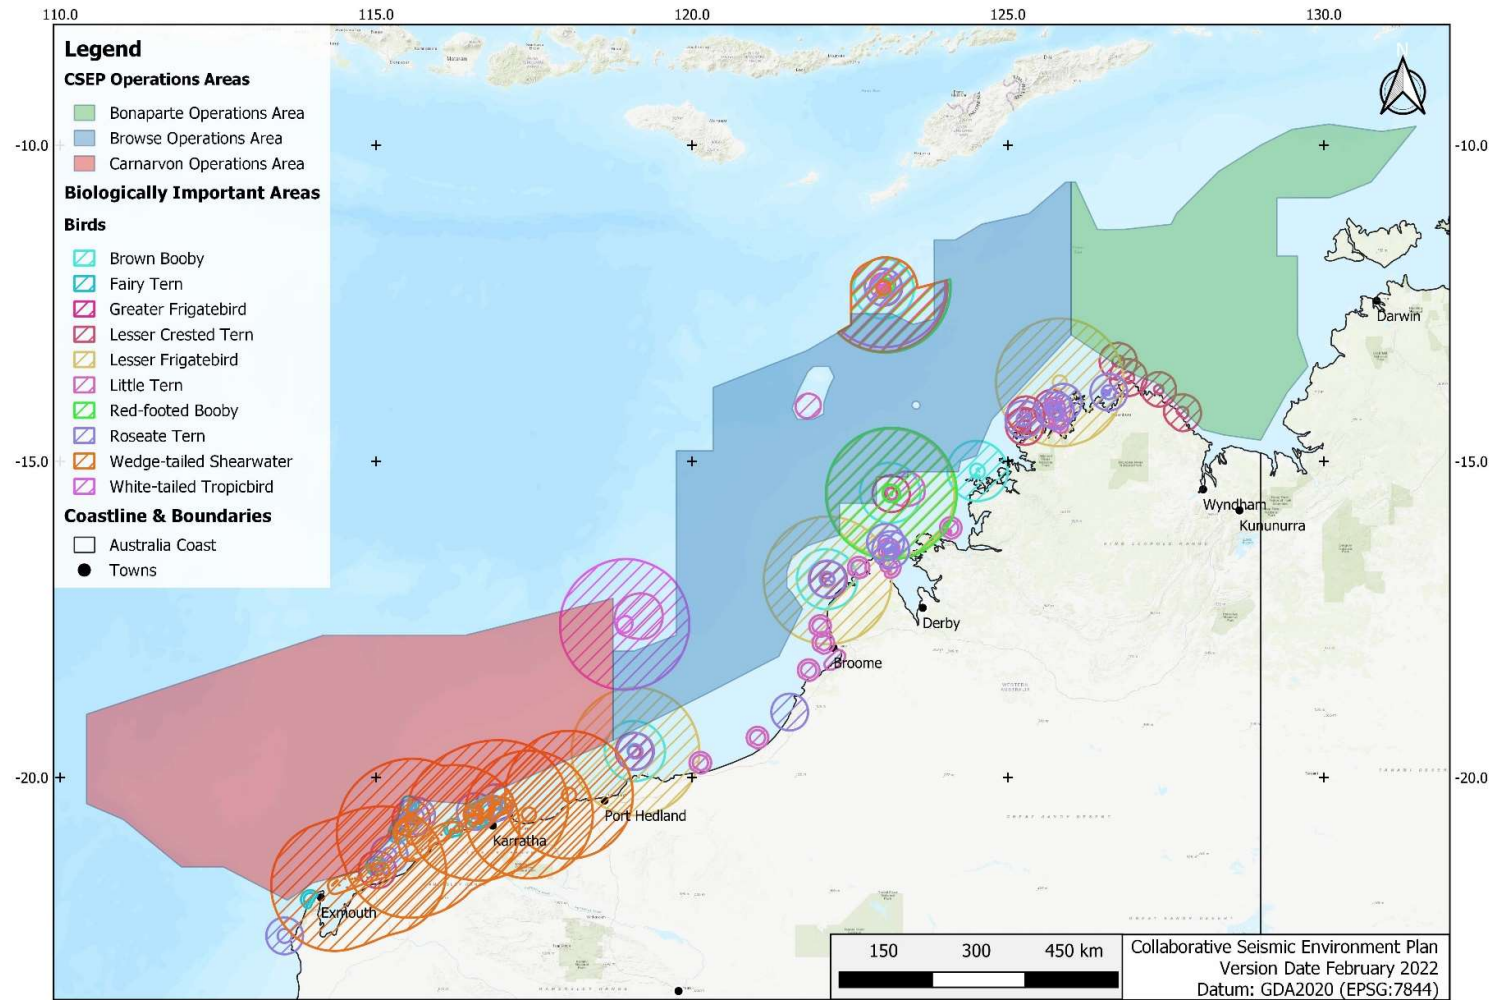 110.0 115.0 120.0 125.0 130.0
Legend
CSEP Operations Areas
Bonaparte Operations Area
Browse Operations Area
Carnarvon Operations Area
Biologically Important Areas
Birds
Brown Booby
Fairy Tern
Greater Frigatebird
Lesser Crested Tern
Lesser Frigatebird
Little Tern
Red-footed Booby
Roseate Tern
Wedge-tailed Shearwater
White-tailed Tropicbird
Coastline & Boundaries
Australia Coast
Towns
N
-10.0 -10.0
Darwin
-15.0 -15.0
Wyndham
Kununurra
Derby
Broome
-20.0 -20.0
Port Hedland
Karratha
Exmouth
150 300 450 km
Collaborative Seismic Environment Plan
Version Date February 2022
Datum: GDA2020 (EPSG:7844)